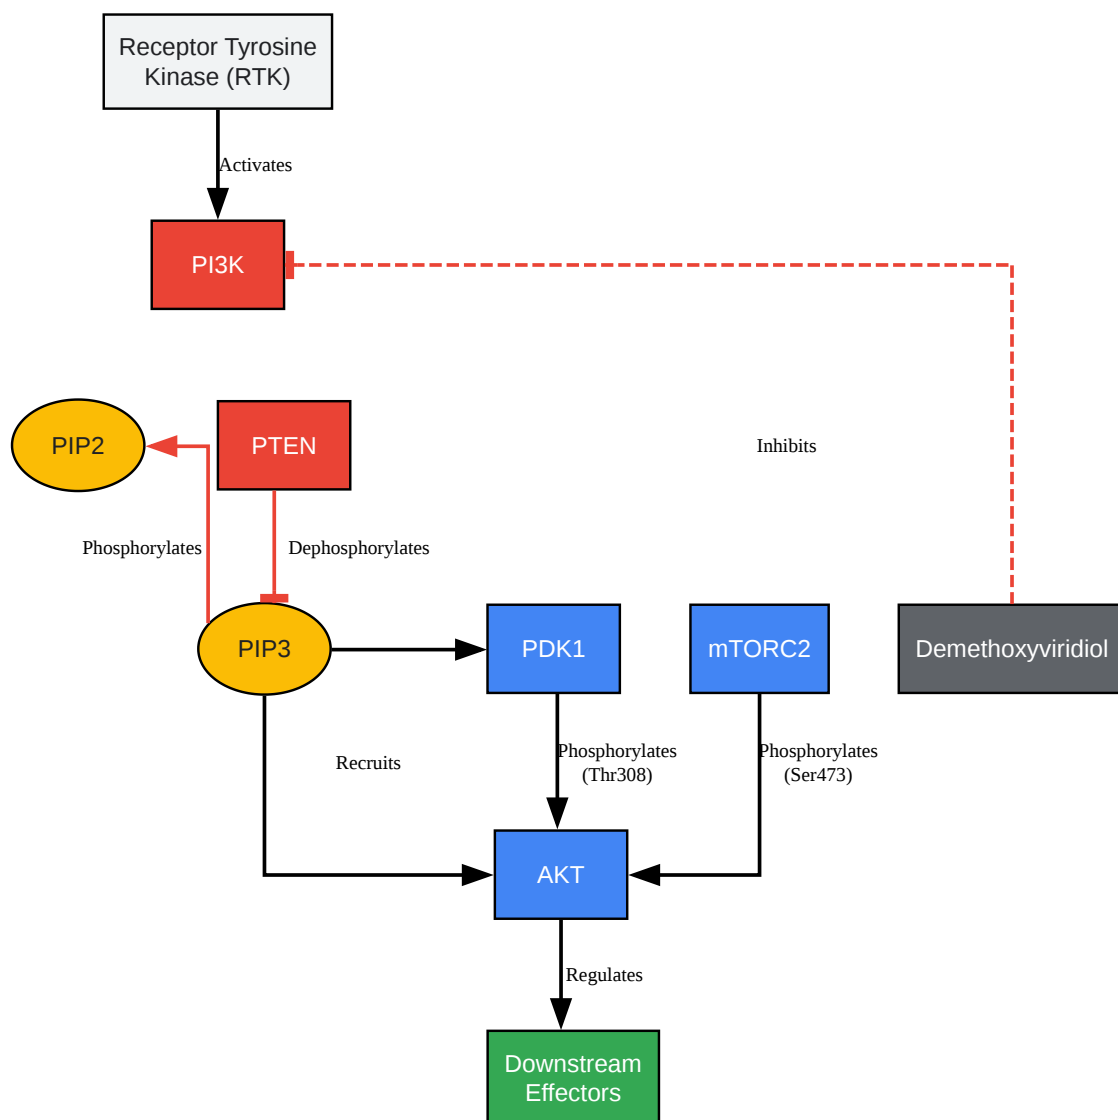 Receptor Tyrosine
Kinase (RTK)
Activates
PI3K
PIP2
PTEN
Inhibits
Phosphorylates
Dephosphorylates
PIP3
PDK1
mTORC2
Demethoxyviridiol
Recruits
Phosphorylates
(Thr308)
Phosphorylates
(Ser473)
AKT
Regulates
Downstream
Effectors